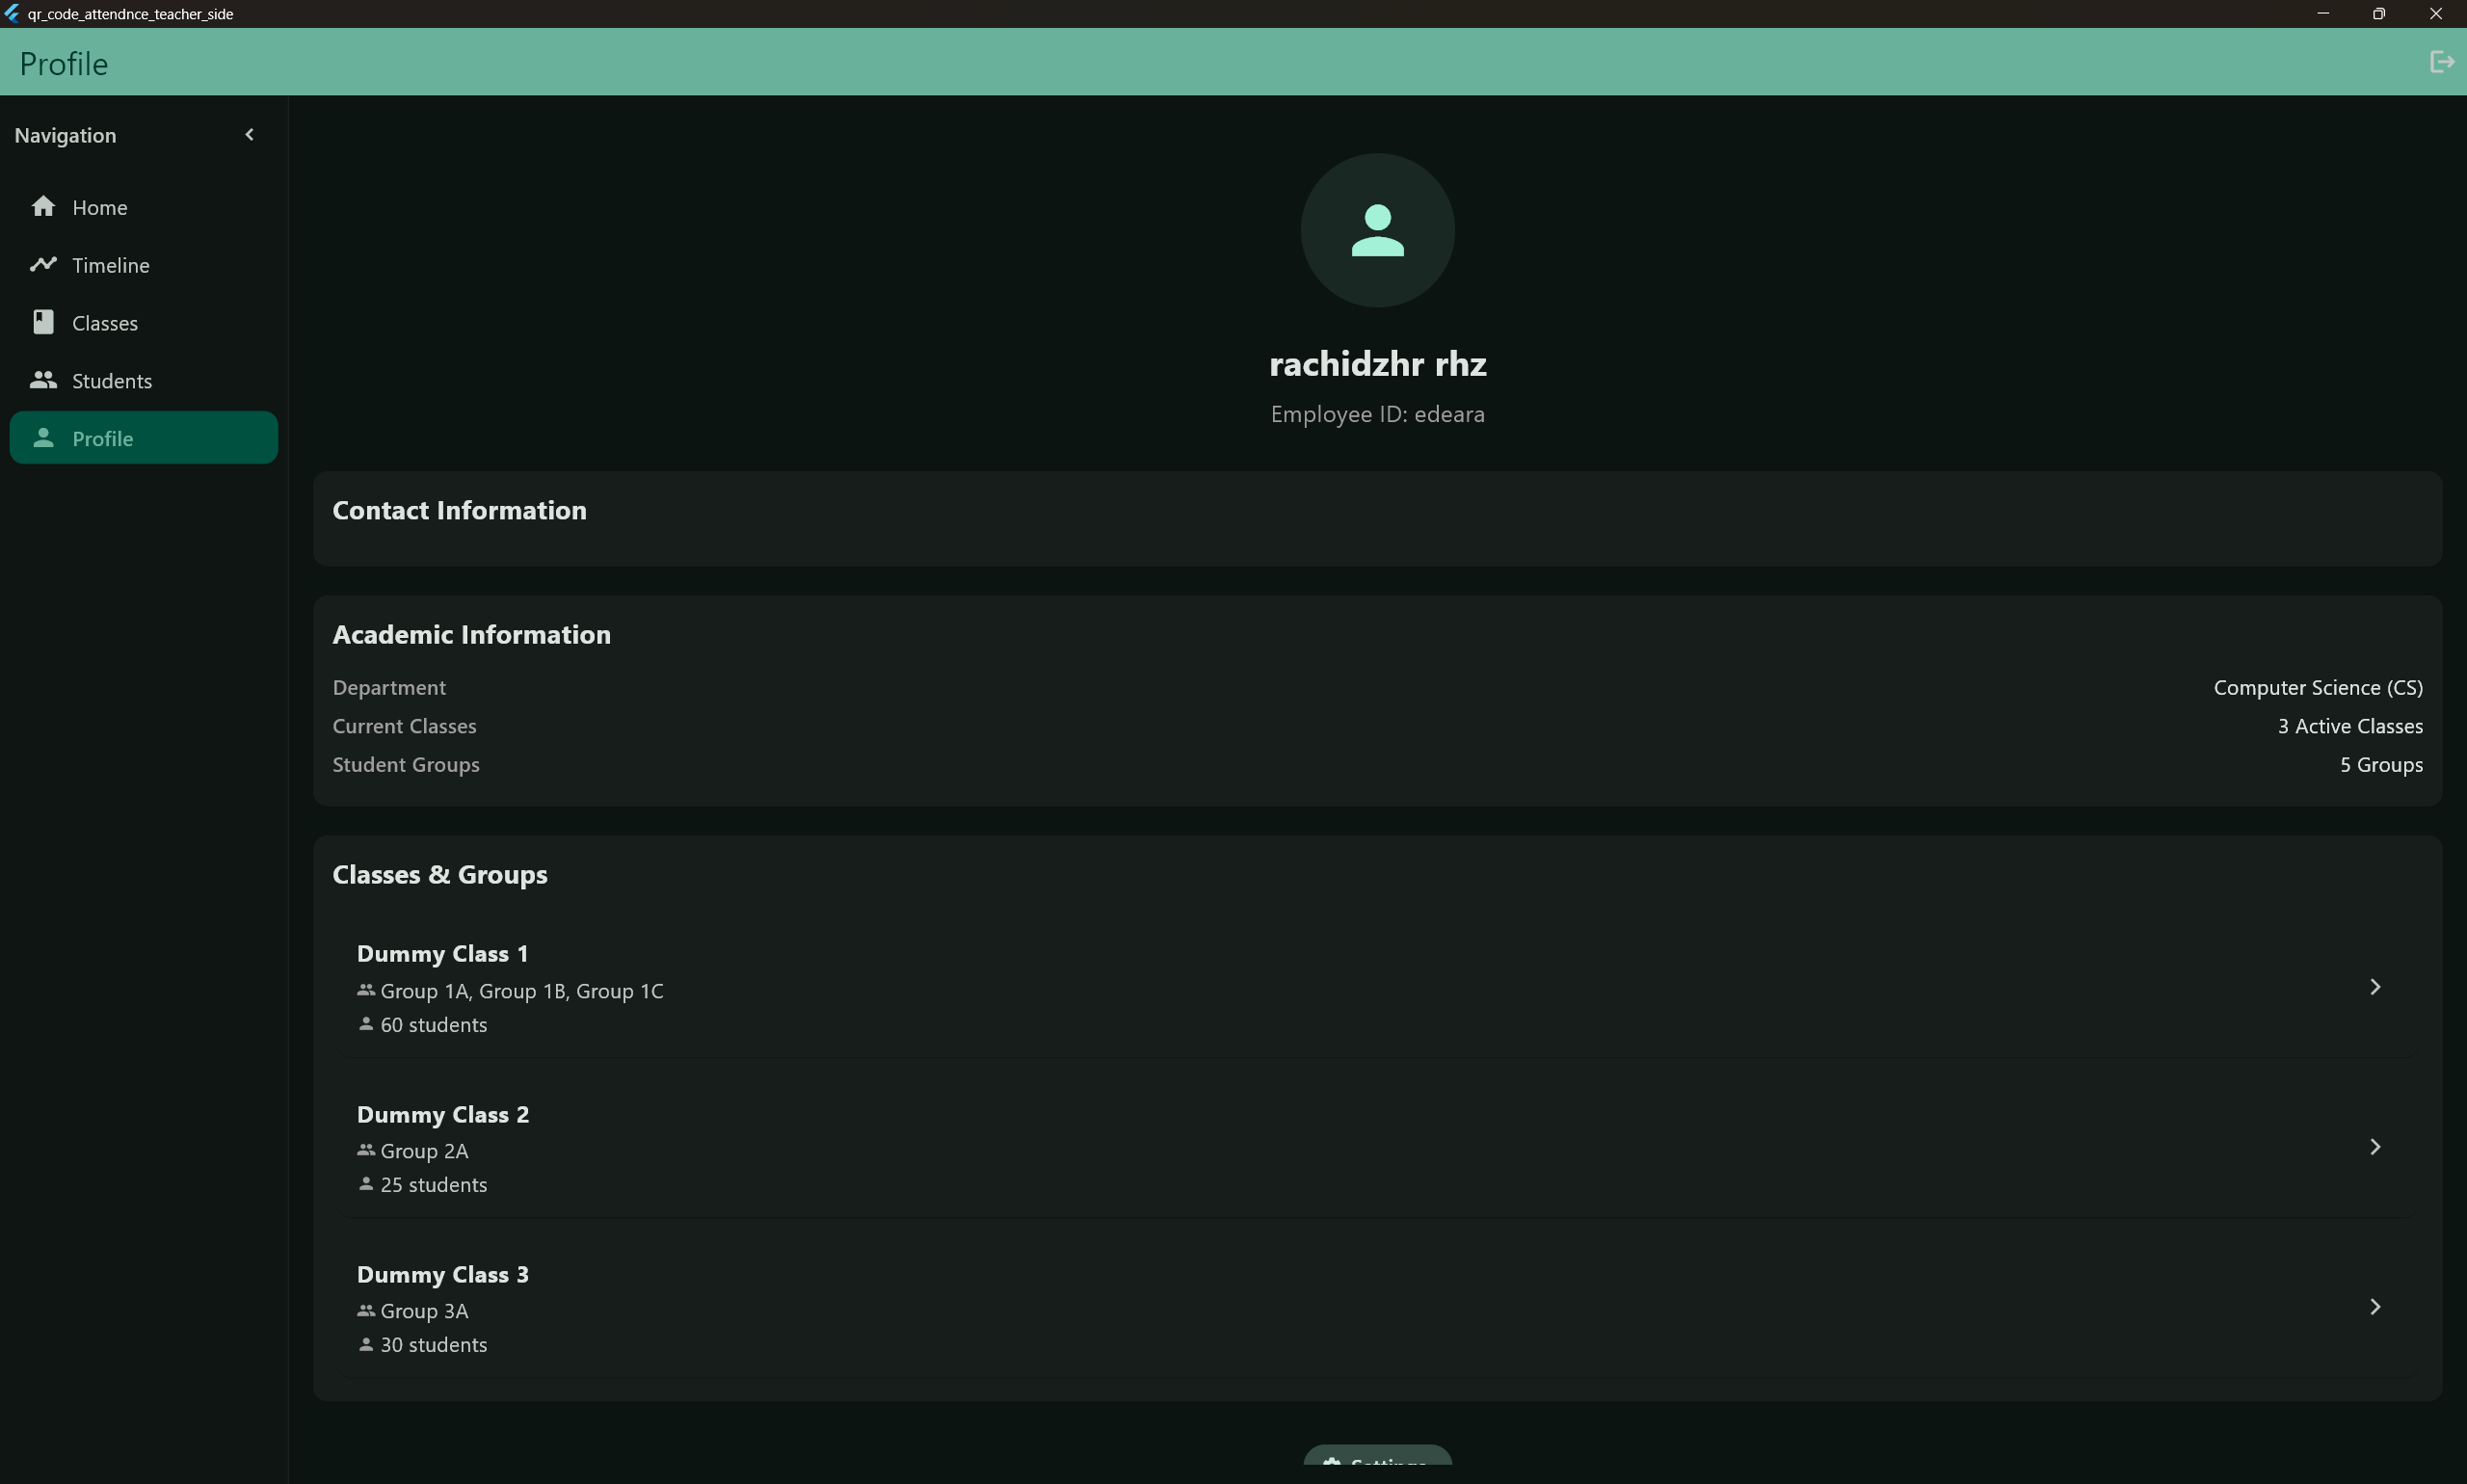 qr_code_attendnce_teacher_side
Profile
Navigation
Home
Timeline
Classes
Students
Profile
rachidzhr rhz
Employee ID: edeara
Contact Information
Academic Information
Department Computer Science (CS)
Current Classes 3 Active Classes
Student Groups 5 Groups
Classes & Groups
Dummy Class 1
Group 1A, Group 1B, Group 1C
60 students
Dummy Class 2
Group 2A
25 students
Dummy Class 3
Group 3A
30 students
Settings